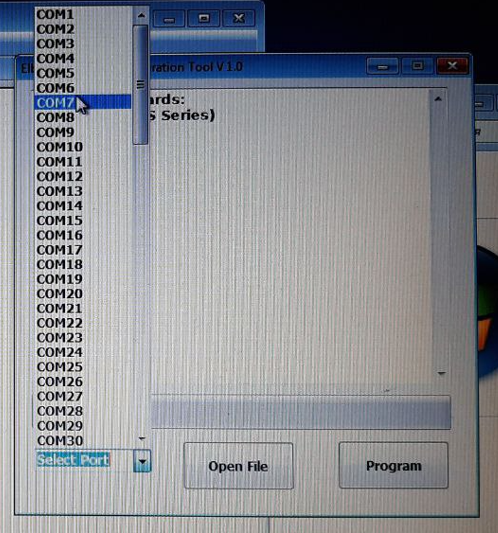 COM1
COM2
COM3
COM4
COM5
COM6
COM7
COM8
COM9
COM10
COM11
COM12
COM13
COM14
COM15
COM16
COM17
COM18
COM19
COM20
COM21
COM22
COM23
COM24
COM25
COM26
COM27
COM28
COM29
COM30
Select Port
ration Tool V 1.0
ards:
S Series)
Open File
Program